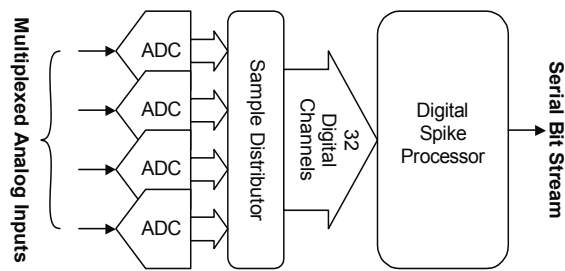 Multiplexed Analog Inputs
ADC
ADC
ADC
ADC
Sample Distributor
32
Digital
Channels
Digital
Spike
Processor
Serial Bit Stream